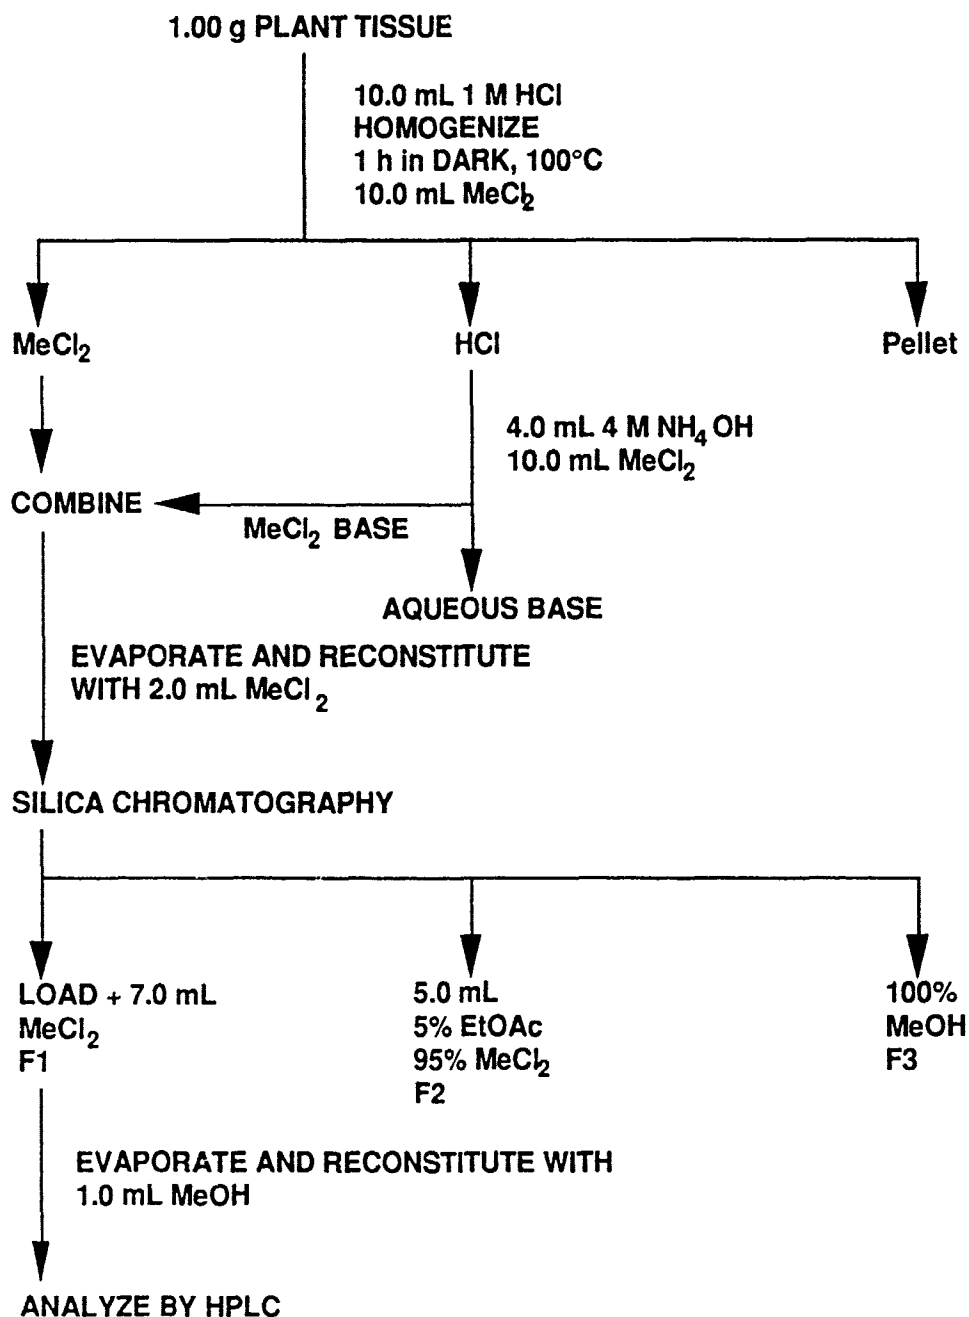 1.00 g PLANT TISSUE
10.0 mL 1 M HCl
HOMOGENIZE
1 h in DARK, 100°C
10.0 mL MeCl₂
MeCl₂
HCl
Pellet
4.0 mL 4 M NH₄OH
10.0 mL MeCl₂
COMBINE
MeCl₂ BASE
AQUEOUS BASE
EVAPORATE AND RECONSTITUTE
WITH 2.0 mL MeCl₂
SILICA CHROMATOGRAPHY
LOAD + 7.0 mL
MeCl₂
F1
5.0 mL
5% EtOAc
95% MeCl₂
F2
100%
MeOH
F3
EVAPORATE AND RECONSTITUTE WITH
1.0 mL MeOH
ANALYZE BY HPLC